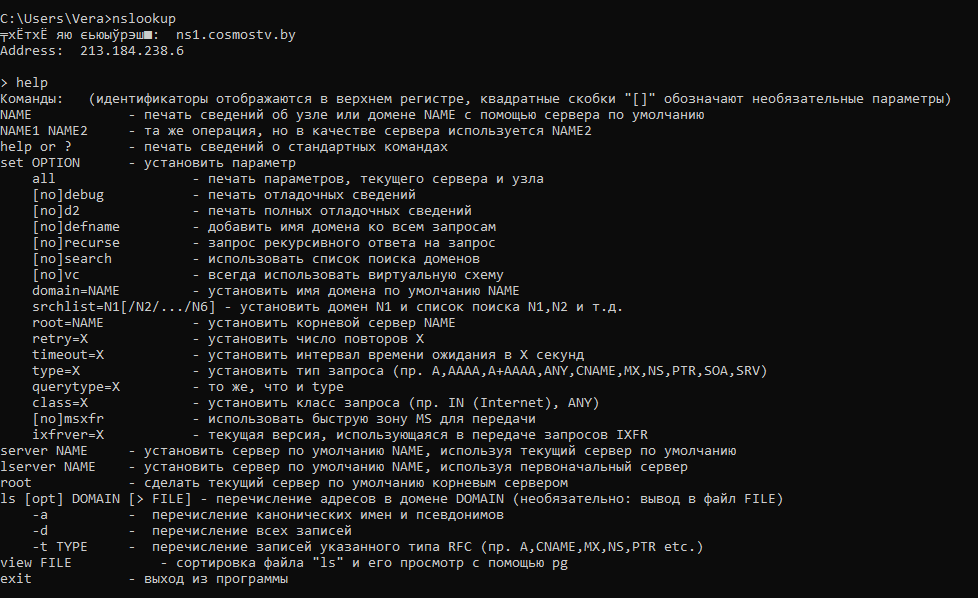 C:\Users\Vera>nslookup
╤хЁтхЁ яю єьюыўрэш■:  ns1.cosmostv.by
Address:  213.184.238.6
> help
Команды:   (идентификаторы отображаются в верхнем регистре, квадратные скобки "[]" обозначают необязательные параметры)
NAME            - печать сведений об узле или домене NAME с помощью сервера по умолчанию
NAME1 NAME2     - та же операция, но в качестве сервера используется NAME2
help or ?       - печать сведений о стандартных командах
set OPTION      - установить параметр
    all                 - печать параметров, текущего сервера и узла
    [no]debug           - печать отладочных сведений
    [no]d2              - печать полных отладочных сведений
    [no]defname         - добавить имя домена ко всем запросам
    [no]recurse         - запрос рекурсивного ответа на запрос
    [no]search          - использовать список поиска доменов
    [no]vc              - всегда использовать виртуальную схему
    domain=NAME         - установить имя домена по умолчанию NAME
    srchlist=N1[/N2/.../N6] - установить домен N1 и список поиска N1,N2 и т.д.
    root=NAME           - установить корневой сервер NAME
    retry=X             - установить число повторов X
    timeout=X           - установить интервал времени ожидания в X секунд
    type=X              - установить тип запроса (пр. A,AAAA,A+AAAA,ANY,CNAME,MX,NS,PTR,SOA,SRV)
    querytype=X         - то же, что и type
    class=X             - установить класс запроса (пр. IN (Internet), ANY)
    [no]msxfr           - использовать быструю зону MS для передачи
    ixfrver=X           - текущая версия, использующаяся в передаче запросов IXFR
server NAME     - установить сервер по умолчанию NAME, используя текущий сервер по умолчанию
lserver NAME    - установить сервер по умолчанию NAME, используя первоначальный сервер
root            - сделать текущий сервер по умолчанию корневым сервером
ls [opt] DOMAIN [> FILE] - перечисление адресов в домене DOMAIN (необязательно: вывод в файл FILE)
    -a          -  перечисление канонических имен и псевдонимов
    -d          -  перечисление всех записей
    -t TYPE     -  перечисление записей указанного типа RFC (пр. A,CNAME,MX,NS,PTR etc.)
view FILE           - сортировка файла "ls" и его просмотр с помощью pg
exit            - выход из программы